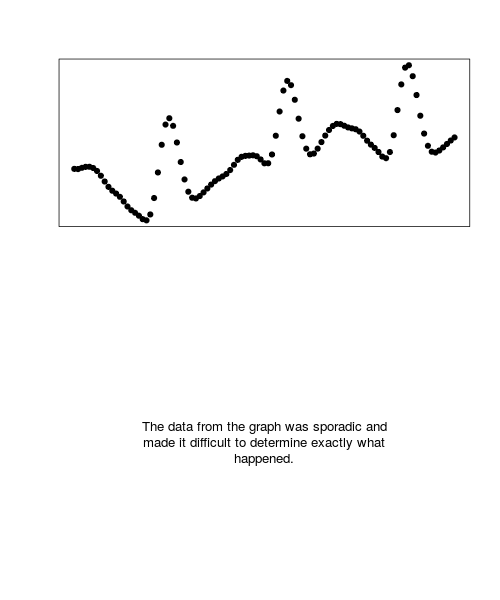 The data from the graph was sporadic and
made it difficult to determine exactly what
happened.